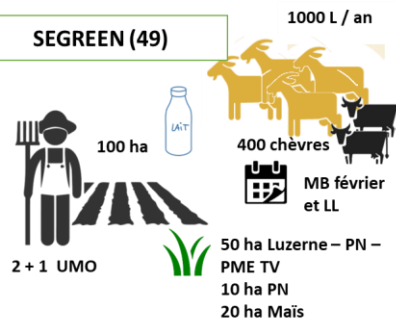 1000 L / an
SEGREEN (49)
LAIT
100 ha
400 chèvres
MB février
et LL
2 + 1 UMO
50 ha Luzerne – PN –
PME TV
10 ha PN
20 ha Maïs